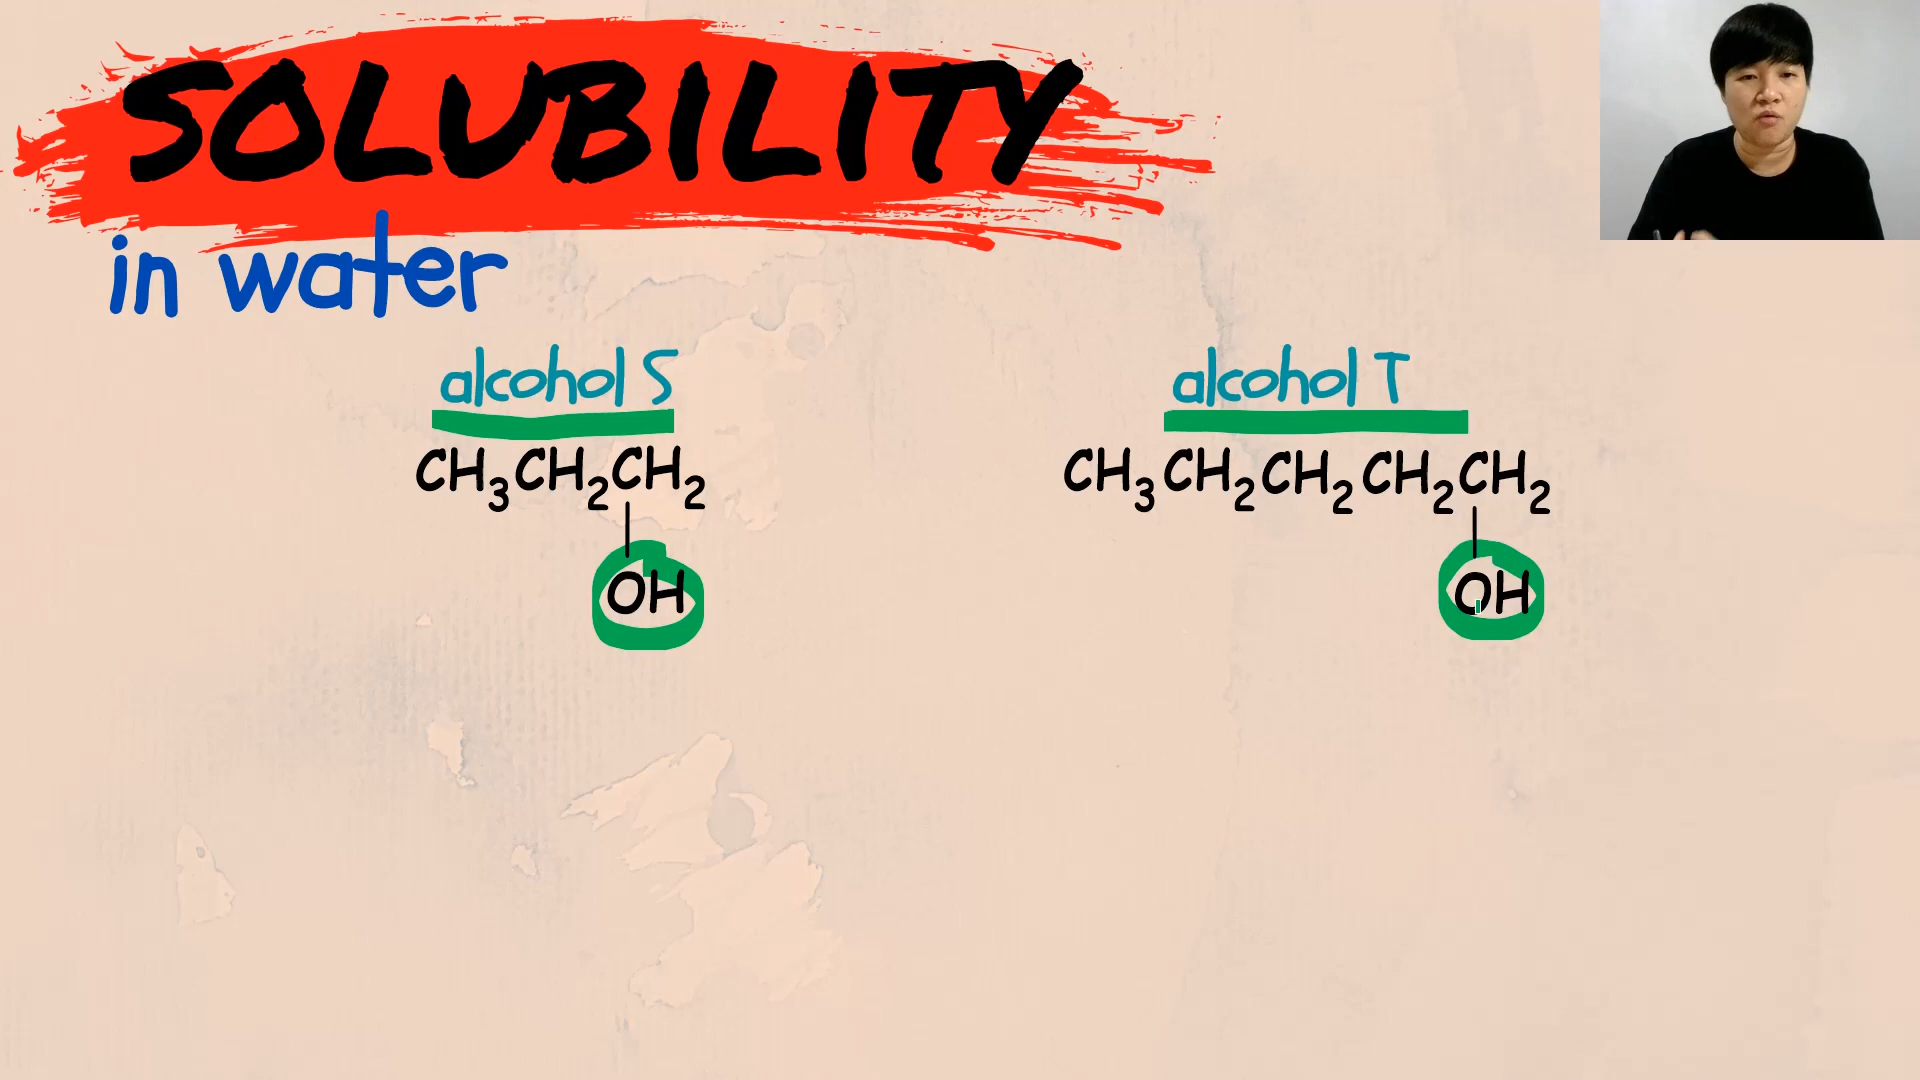 SOLUBILITY
in water
alcohol S
CH₃CH₂CH₂
OH
alcohol T
CH₃CH₂CH₂CH₂CH₂
OH